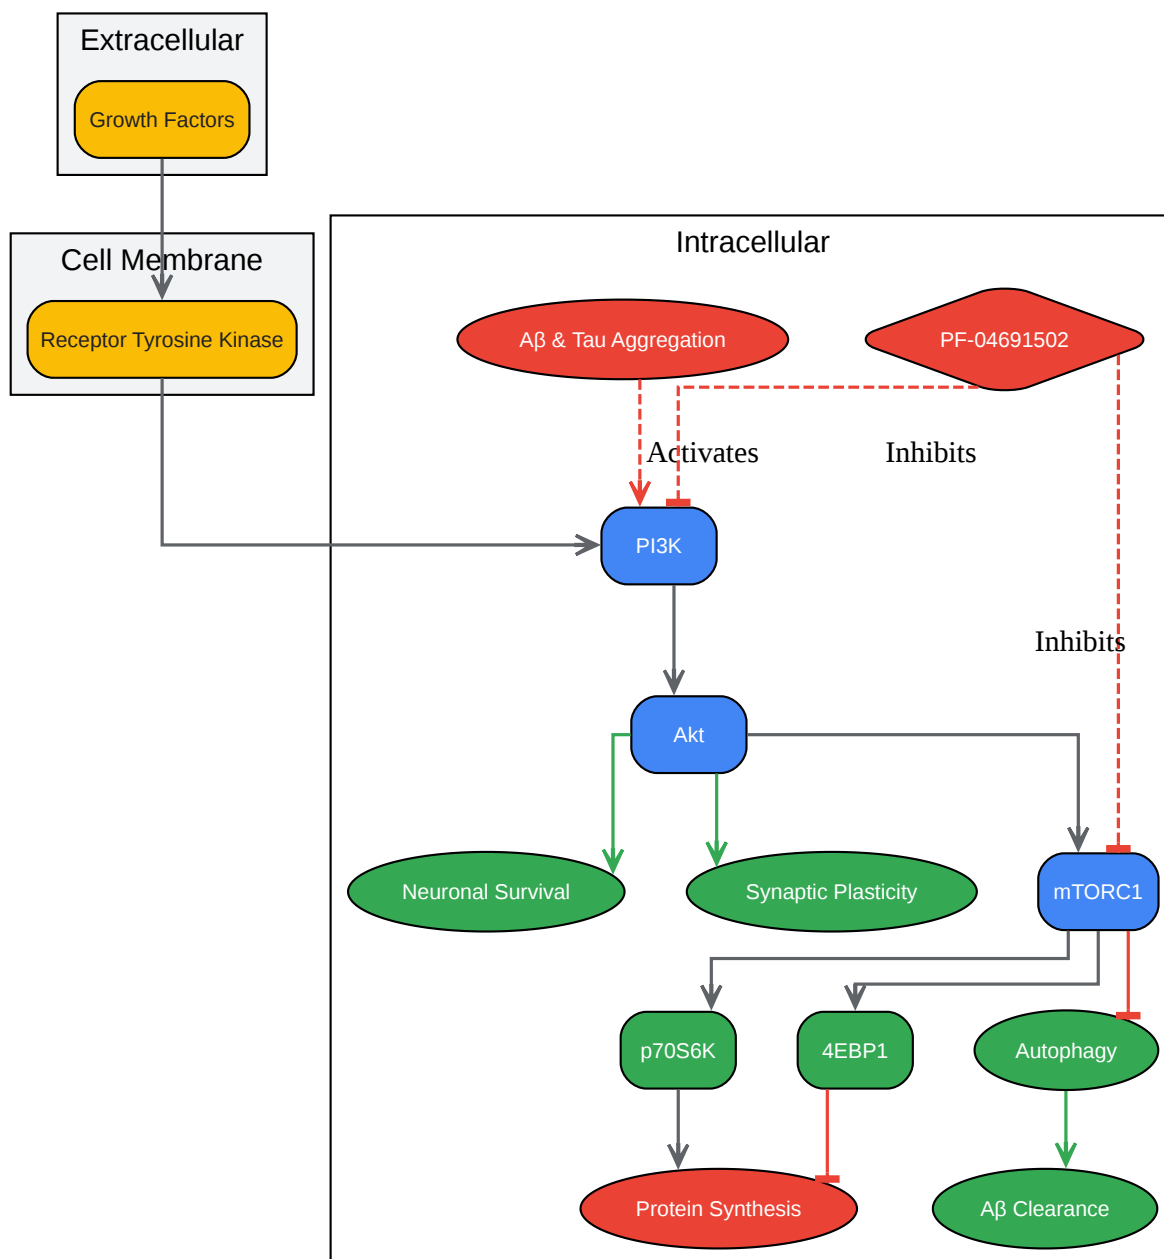 Extracellular
Growth Factors
Cell Membrane
Receptor Tyrosine Kinase
Intracellular
Aβ & Tau Aggregation
PF-04691502
Activates
Inhibits
PI3K
Inhibits
Akt
Neuronal Survival
Synaptic Plasticity
mTORC1
p70S6K
4EBP1
Autophagy
Protein Synthesis
Aβ Clearance